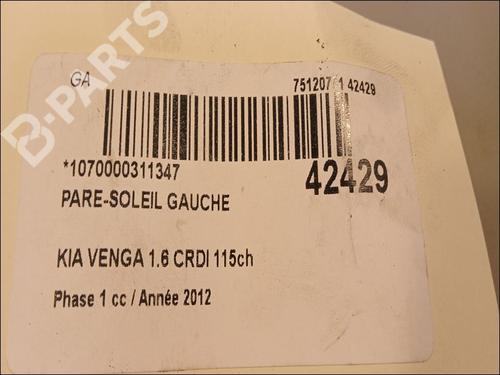 B-PARTS
GA
42429
*1070000311347
42429
PARE-SOLEIL GAUCHE
KIA VENGA 1.6 CRDI 115ch
Phase 1 cc / Année 2012